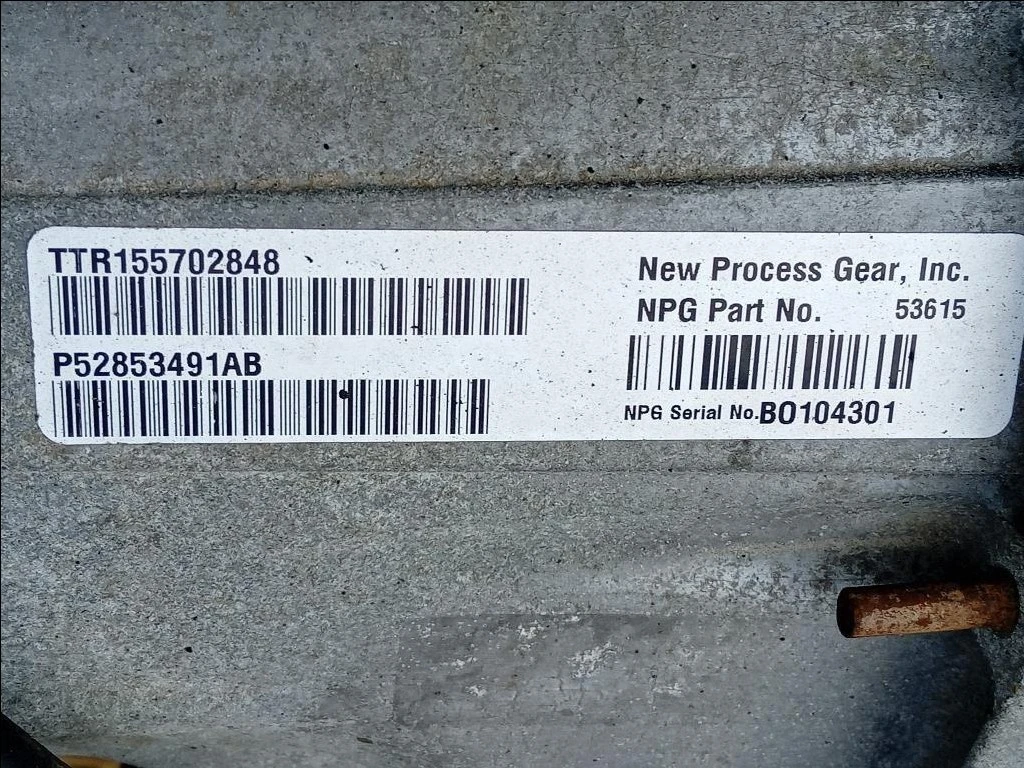 TTR155702848
P52853491AB
New Process Gear, Inc.
NPG Part No. 53615
NPG Serial No.BO104301